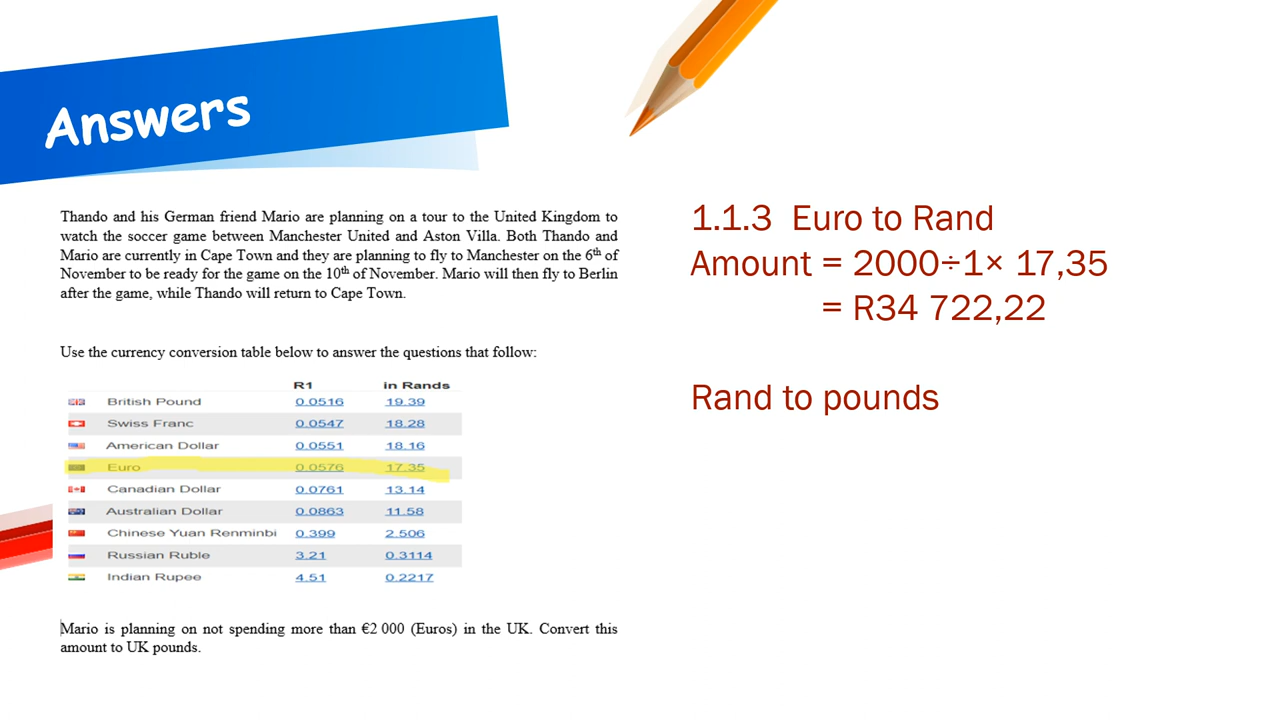 Answers
Thando and his German friend Mario are planning on a tour to the United Kingdom to
watch the soccer game between Manchester United and Aston Villa. Both Thando and
Mario are currently in Cape Town and they are planning to fly to Manchester on the 6th of
November to be ready for the game on the 10th of November. Mario will then fly to Berlin
after the game, while Thando will return to Cape Town.
Use the currency conversion table below to answer the questions that follow:
R1 in Rands
British Pound 0.0516 19.39
Swiss Franc 0.0547 18.28
American Dollar 0.0551 18.16
Euro 0.0576 17.35
Canadian Dollar 0.0761 13.14
Australian Dollar 0.0863 11.58
Chinese Yuan Renminbi 0.399 2.506
Russian Ruble 3.21 0.3114
Indian Rupee 4.51 0.2217
Mario is planning on not spending more than €2 000 (Euros) in the UK. Convert this
amount to UK pounds.
1.1.3 Euro to Rand
Amount = 2000÷1× 17,35
= R34 722,22
Rand to pounds